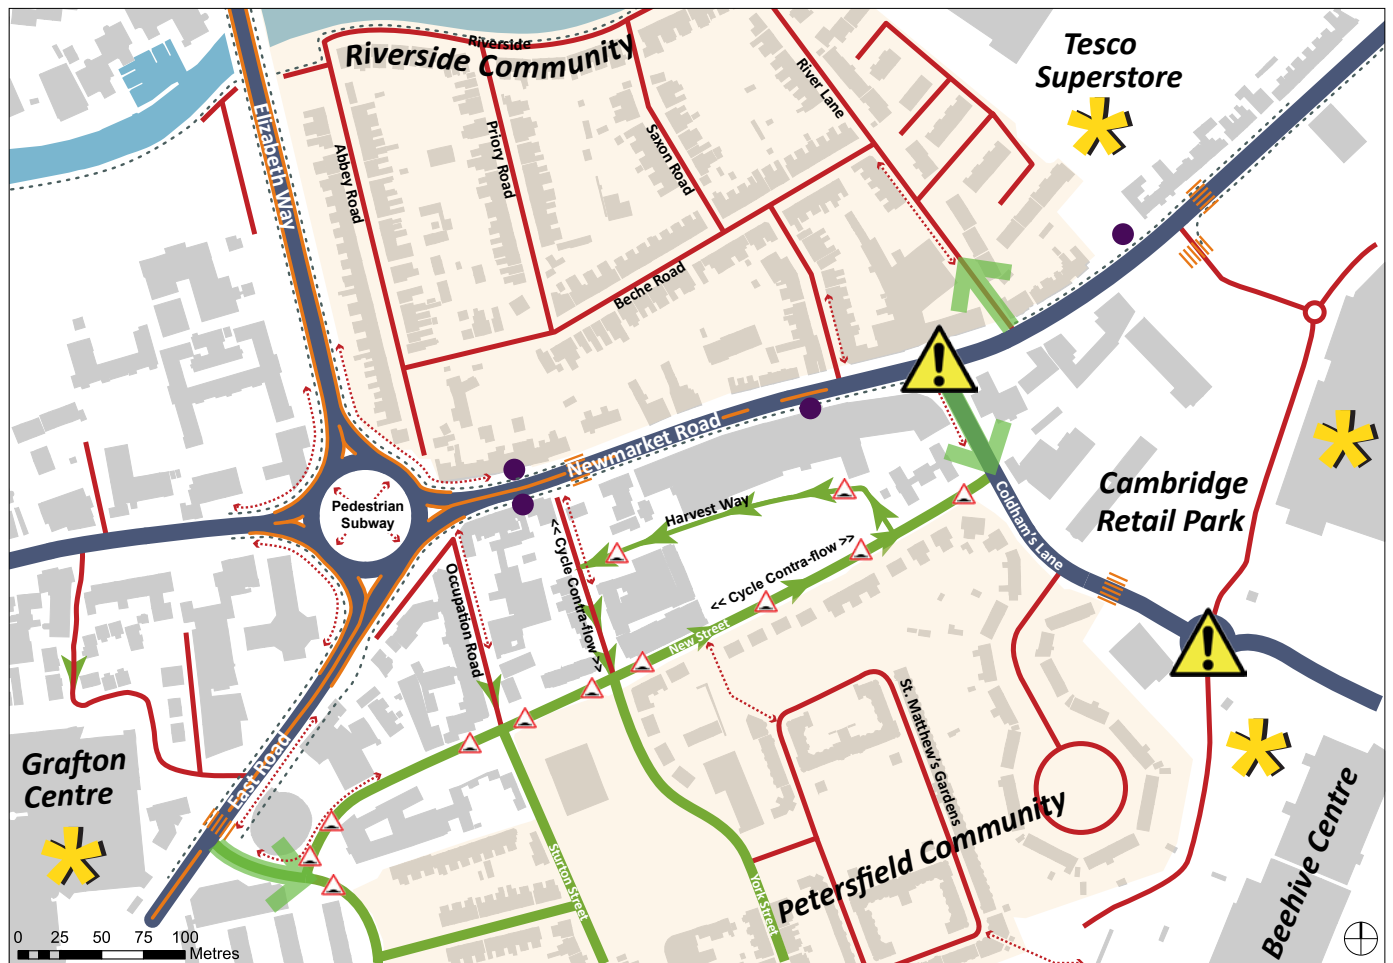 Riverside
Riverside Community
Tesco
Superstore
River Lane
Elizabeth Way
Abbey Road
Priory Road
Saxon Road
Beche Road
Newmarket Road
Pedestrian
Subway
Harvest Way
<< Cycle Contra-flow >>
<< Cycle Contra-flow >>
Coldham's Lane
Cambridge
Retail Park
Occupation Road
New Street
St. Matthew's Gardens
East Road
Grafton
Centre
Sturton Street
York Street
Petersfield Community
Beehive Centre
0 25 50 75 100
Metres